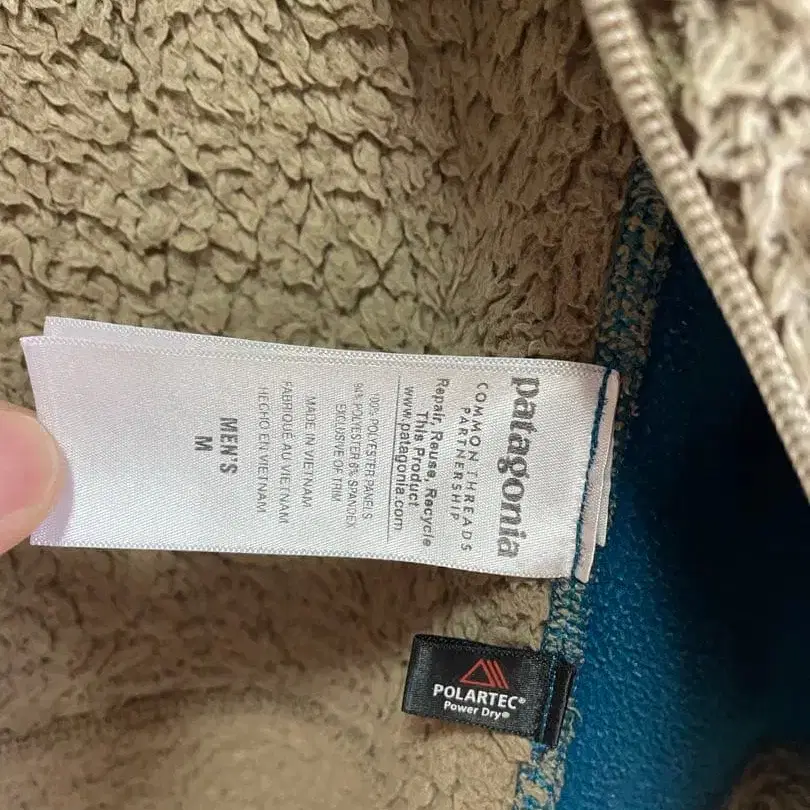 patagonia
COMMON THREADS
PARTNERSHIP
Repair, Reuse, Recycle
This Product
www.patagonia.com
100% POLYESTER PANELS
94% POLYESTER 6% SPANDEX
EXCLUSIVE OF TRIM
MADE IN VIETNAM
FABRIQUÉ AU VIETNAM
HECHO EN VIETNAM
MEN'S
M
POLARTEC®
Power Dry®